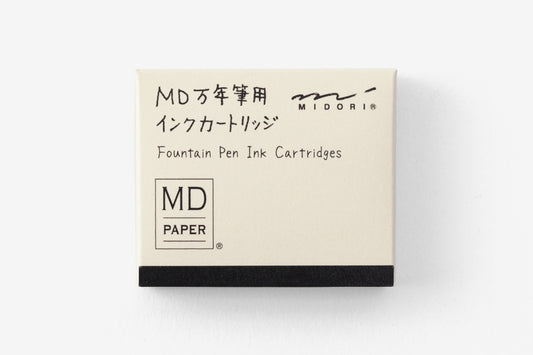 MD万年筆用
MIDORI®
インクカートリッジ
Fountain Pen Ink Cartridges
MD
PAPER
®